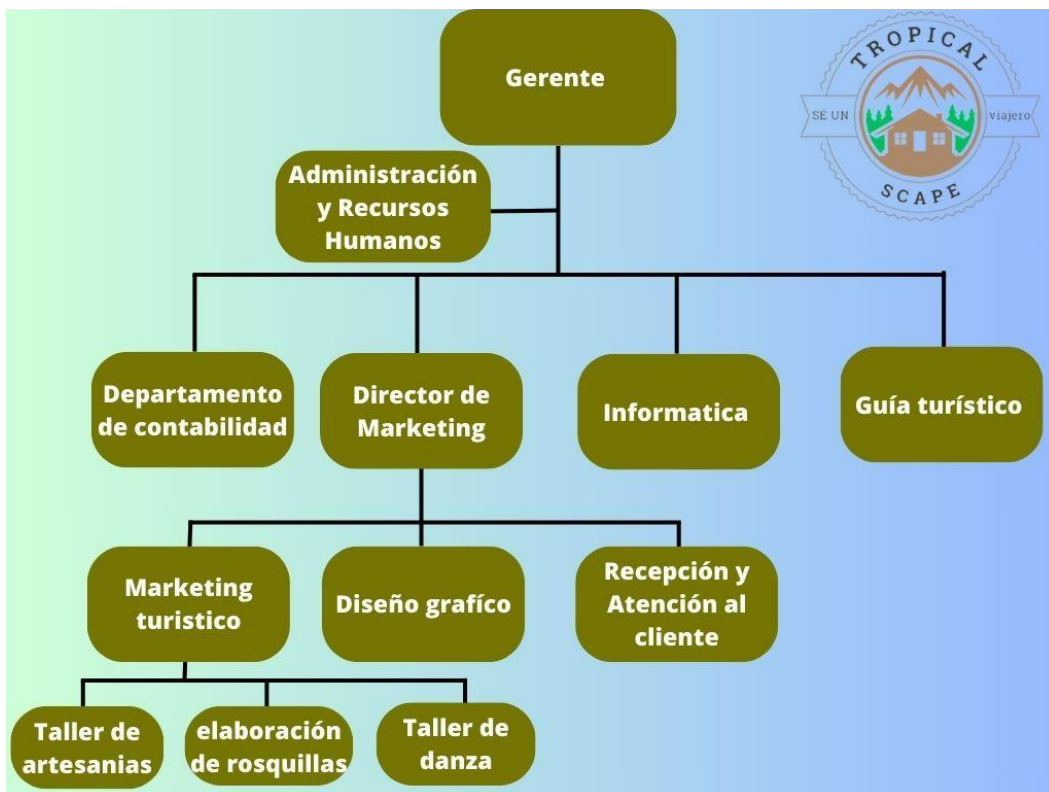 Gerente
TROPICAL
SÉ UN
viajero
SCAPE
Administración
y Recursos
Humanos
Departamento
de contabilidad
Director de
Marketing
Informatica
Guía turístico
Marketing
turistico
Diseño grafíco
Recepción y
Atención al
cliente
Taller de
artesanias
elaboración
de rosquillas
Taller de
danza